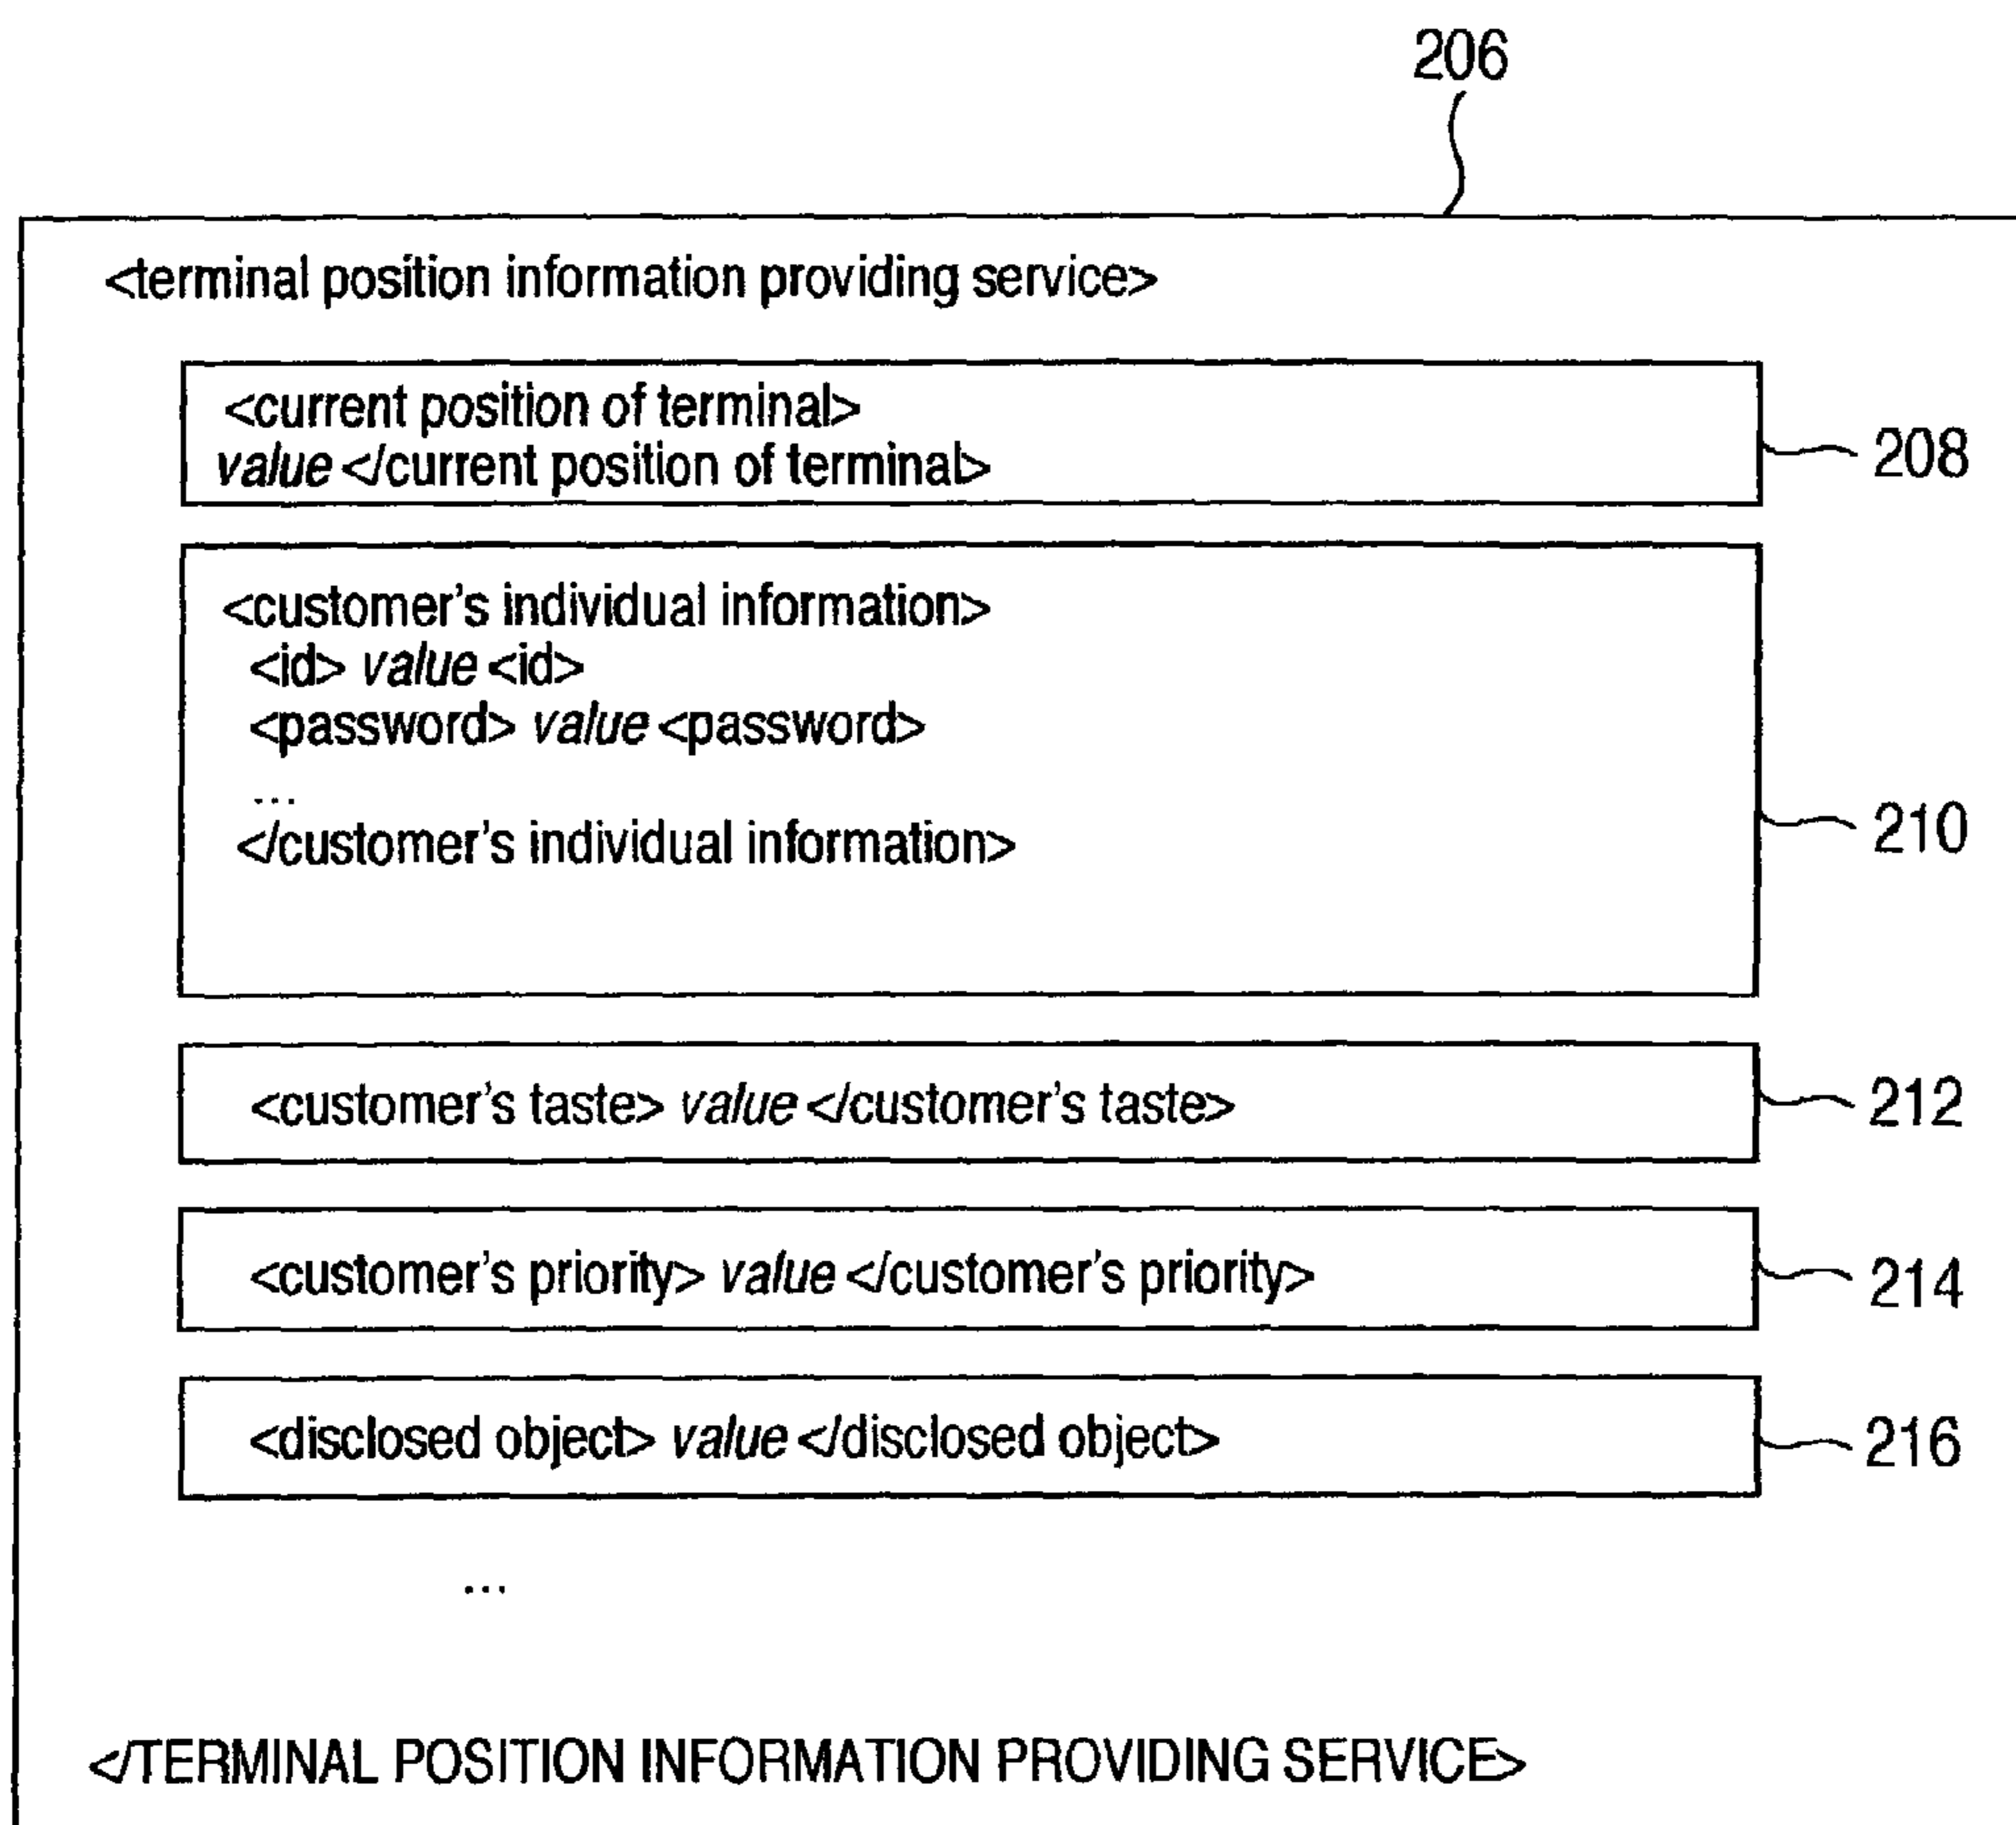 206
<terminal position information providing service>
<current position of terminal>
value </current position of terminal>
208
<customer's individual information>
<id> value <id>
<password> value <password>
...
</customer's individual information>
210
<customer's taste> value </customer's taste>
212
<customer's priority> value </customer's priority>
214
<disclosed object> value </disclosed object>
216
...
</TERMINAL POSITION INFORMATION PROVIDING SERVICE>